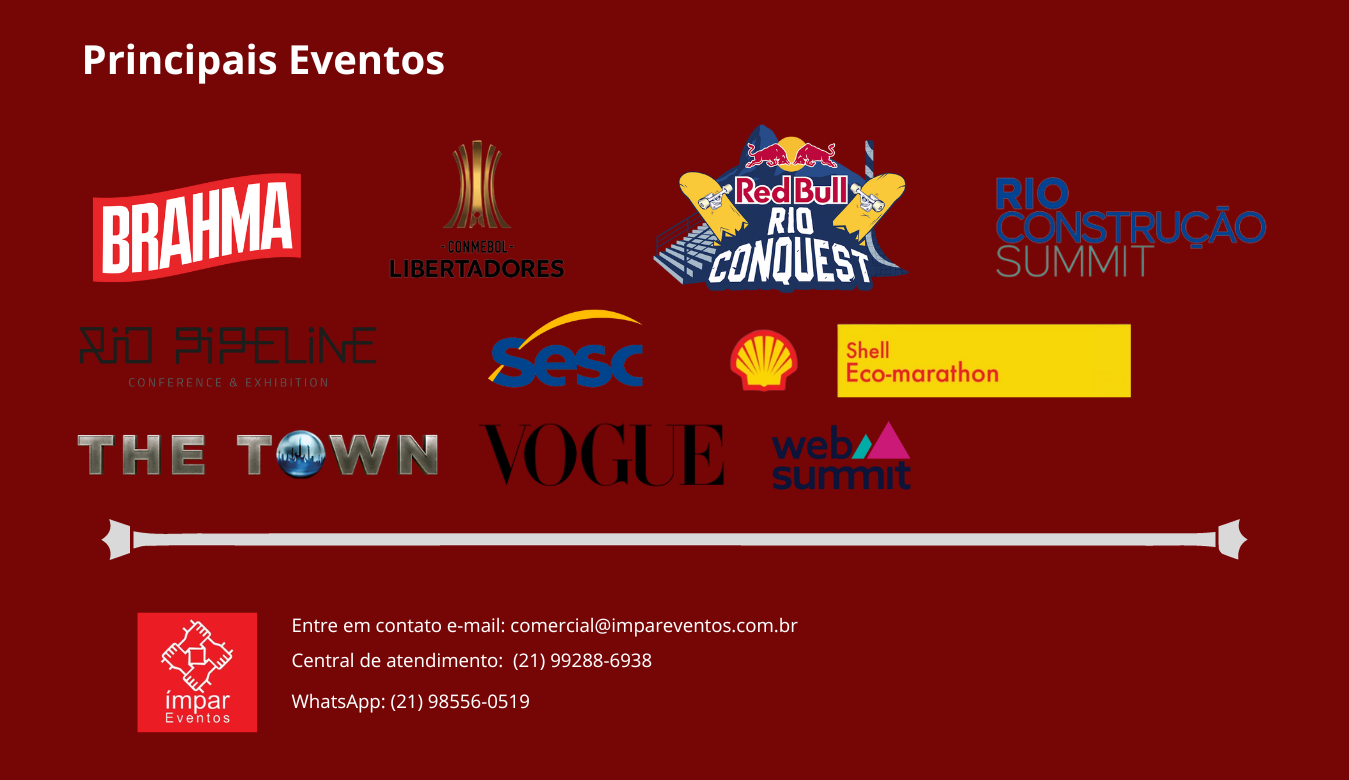 Principais Eventos
BRAHMA
·CONMEBOL·
LIBERTADORES
Red Bull
RIO
CONQUEST
RIO
CONSTRUÇÃO
SUMMIT
RIO PIPELINE
CONFERENCE & EXHIBITION
sesc
Shell
Eco-marathon
THE TOWN
VOGUE
web
summit
Entre em contato e-mail: comercial@impareventos.com.br
Central de atendimento: (21) 99288-6938
WhatsApp: (21) 98556-0519
ímpar
Eventos